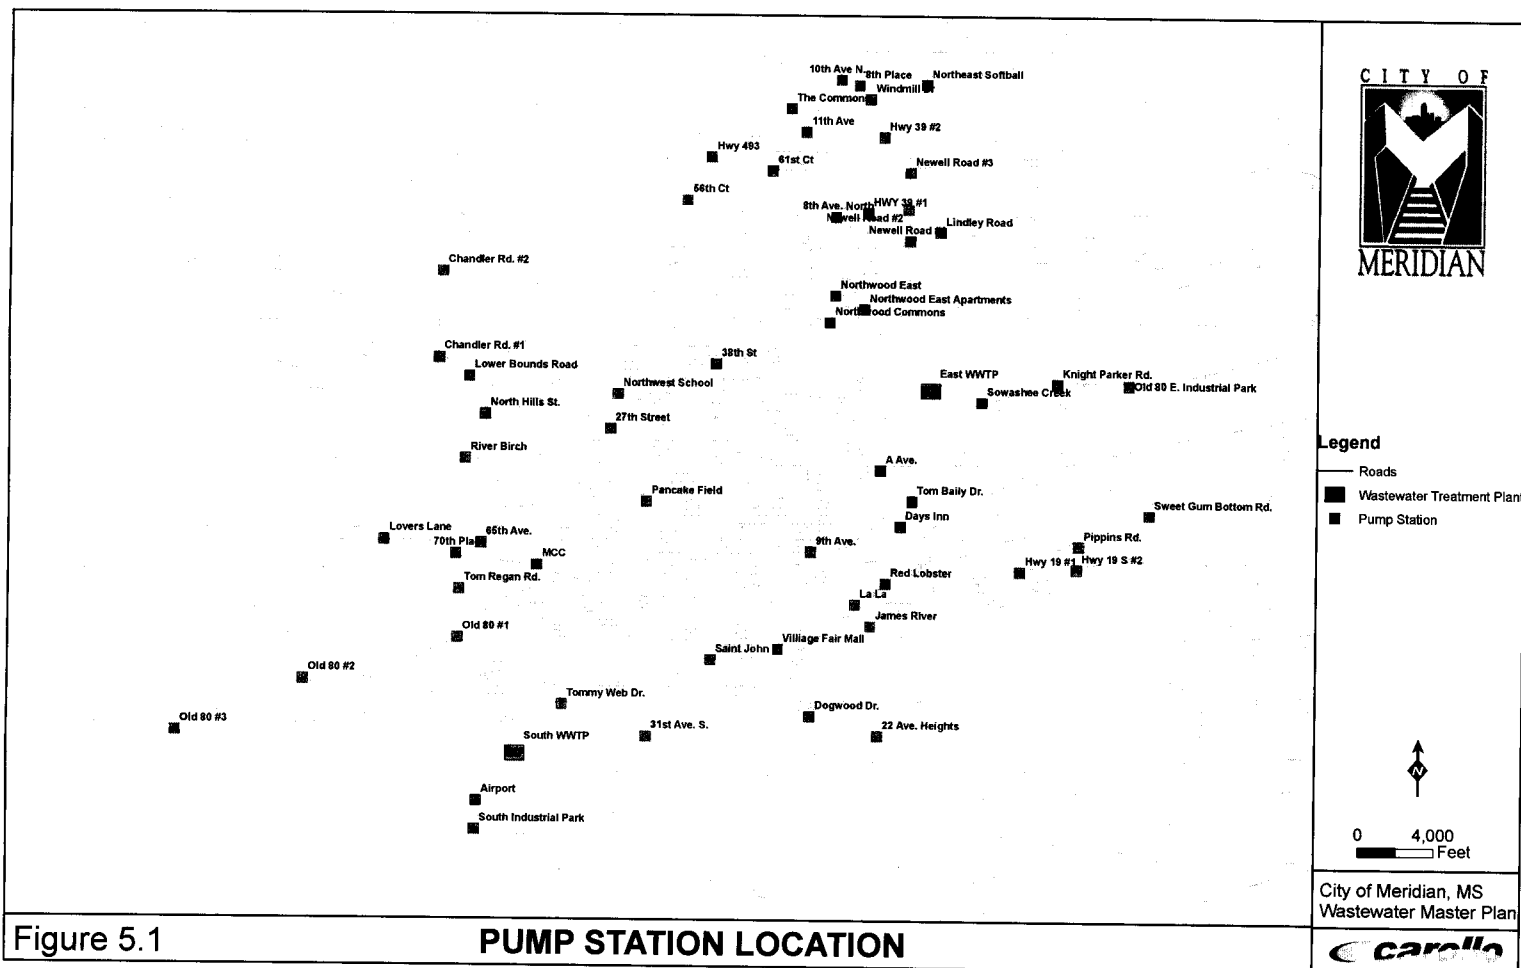 10th Ave N.
8th Place
Northeast Softball
Windmill Dr
The Commons
11th Ave
Hwy 39 #2
Hwy 493
61st Ct
Newell Road #3
56th Ct
8th Ave. North
HWY 39 #1
Newell Road #2
Lindley Road
Newell Road
Chandler Rd. #2
Northwood East
Northwood East Apartments
Northwood Commons
Chandler Rd. #1
38th St
Lower Bounds Road
East WWTP
Knight Parker Rd.
Northwest School
Sowashee Creek
Old 80 E. Industrial Park
North Hills St.
27th Street
River Birch
A Ave.
Pancake Field
Tom Baily Dr.
Sweet Gum Bottom Rd.
Days Inn
Lovers Lane
65th Ave.
70th Pla
MCC
9th Ave.
Pippins Rd.
Hwy 19 #1
Hwy 19 S #2
Tom Regan Rd.
Red Lobster
La La
James River
Old 80 #1
Villiage Fair Mall
Saint John
Old 80 #2
Tommy Web Dr.
Dogwood Dr.
Old 80 #3
31st Ave. S.
22 Ave. Heights
South WWTP
Airport
South Industrial Park
CITY OF
MERIDIAN
Legend
Roads
Wastewater Treatment Plant
Pump Station
N
0 4,000
Feet
City of Meridian, MS
Wastewater Master Plan
Figure 5.1
PUMP STATION LOCATION
carollo